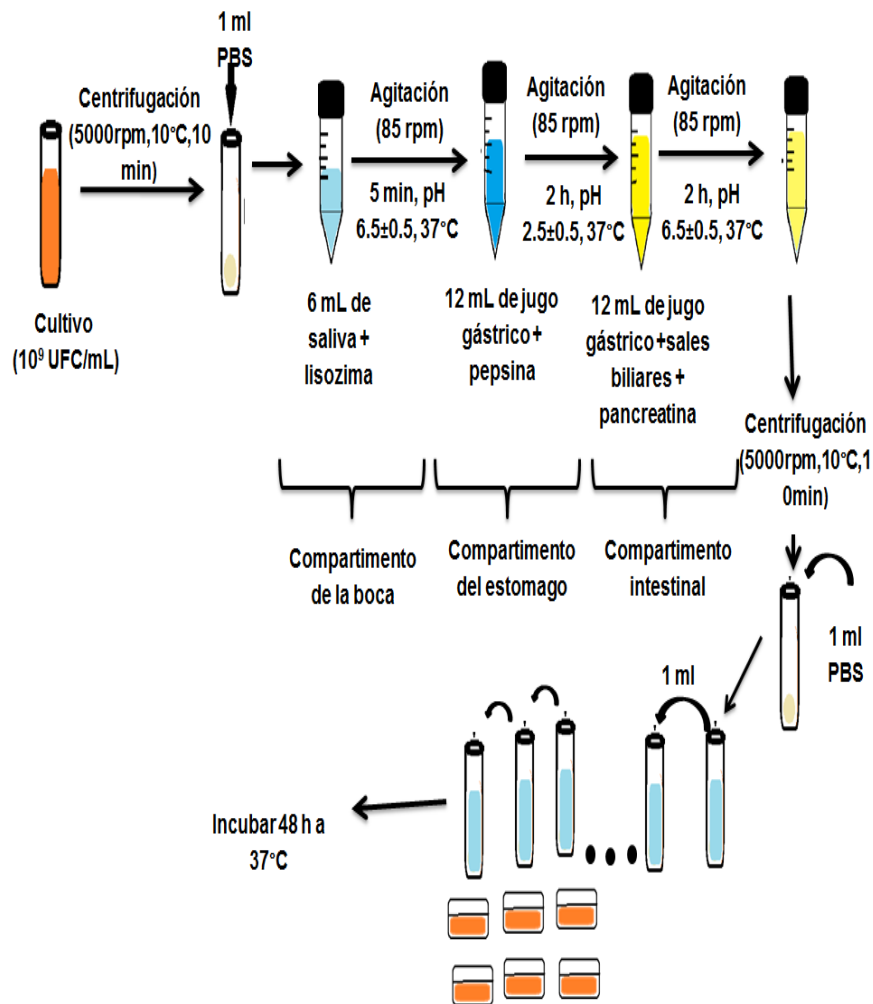 1 ml
PBS
Centrifugación
(5000rpm,10°C,10
min)
Agitación
(85 rpm)
5 min, pH
6.5±0.5, 37°C
Agitación
(85 rpm)
2 h, pH
2.5±0.5, 37°C
Agitación
(85 rpm)
2 h, pH
6.5±0.5, 37°C
Cultivo
(10⁹ UFC/mL)
6 mL de
saliva +
lisozima
12 mL de jugo
gástrico +
pepsina
12 mL de jugo
gástrico +sales
biliares +
pancreatina
Centrifugación
(5000rpm,10°C,1
0min)
Compartimento
de la boca
Compartimento
del estomago
Compartimento
intestinal
1 ml
PBS
1 ml
Incubar 48 h a
37°C